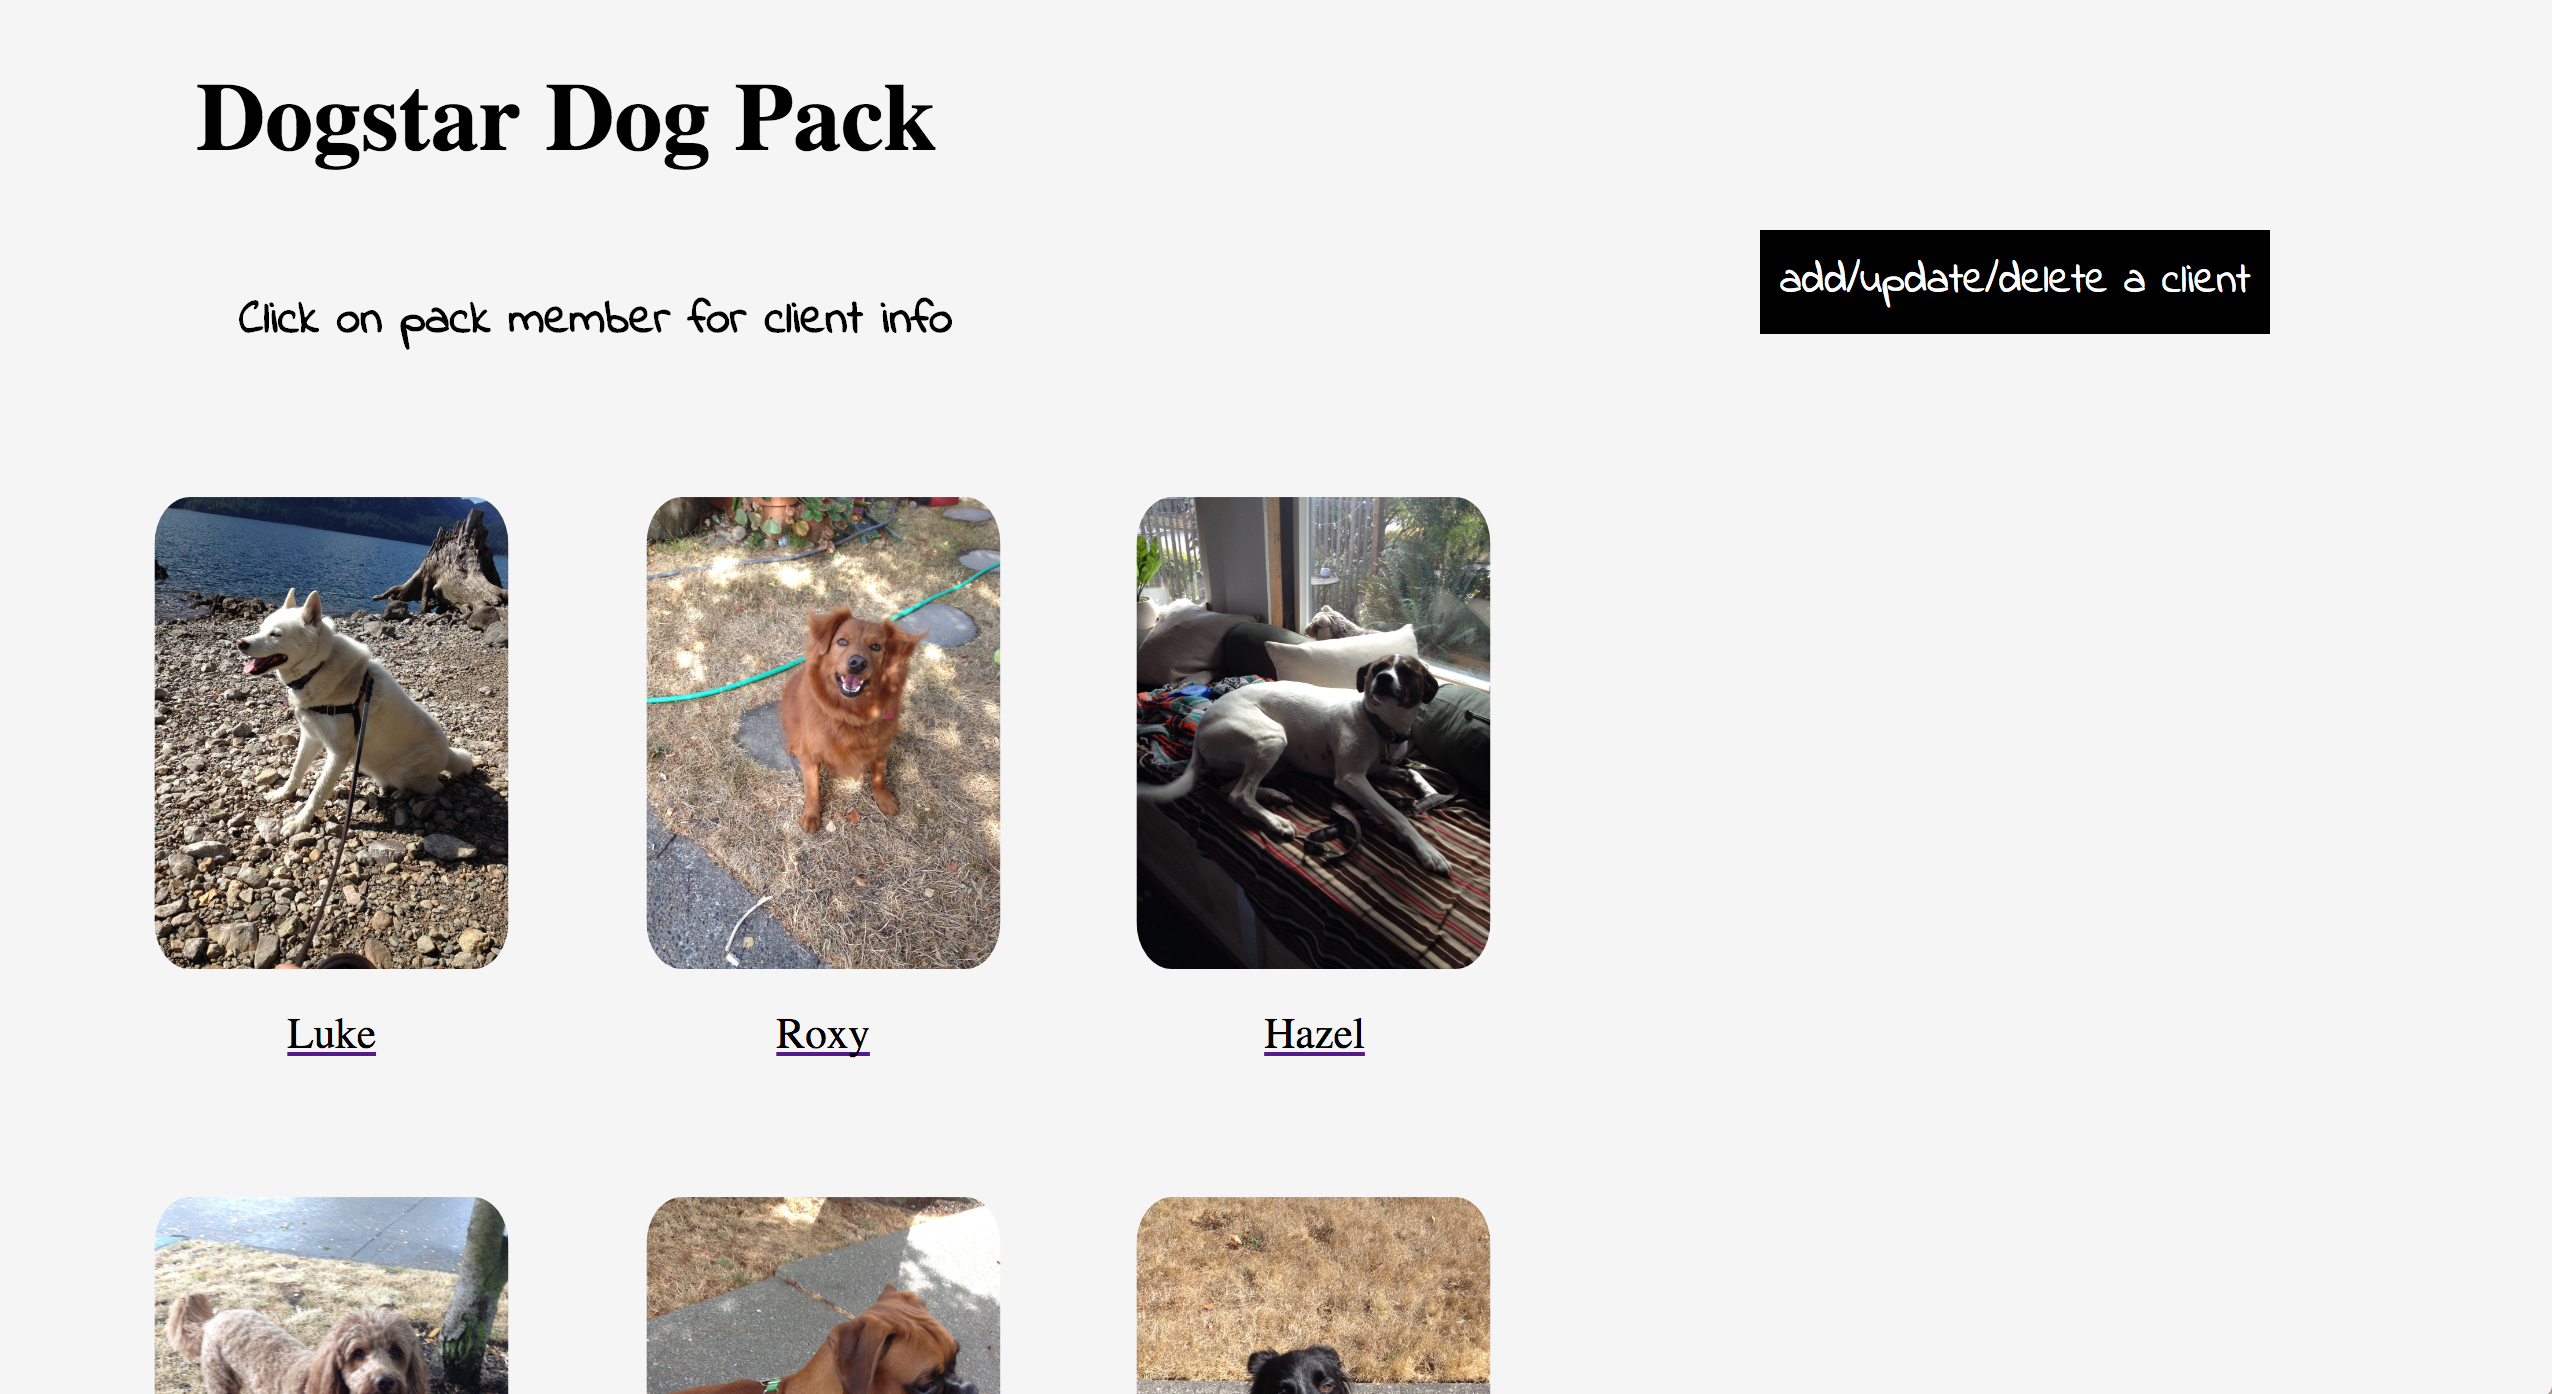 Dogstar Dog Pack
add/update/delete a client
Click on pack member for client info
Luke
Roxy
Hazel